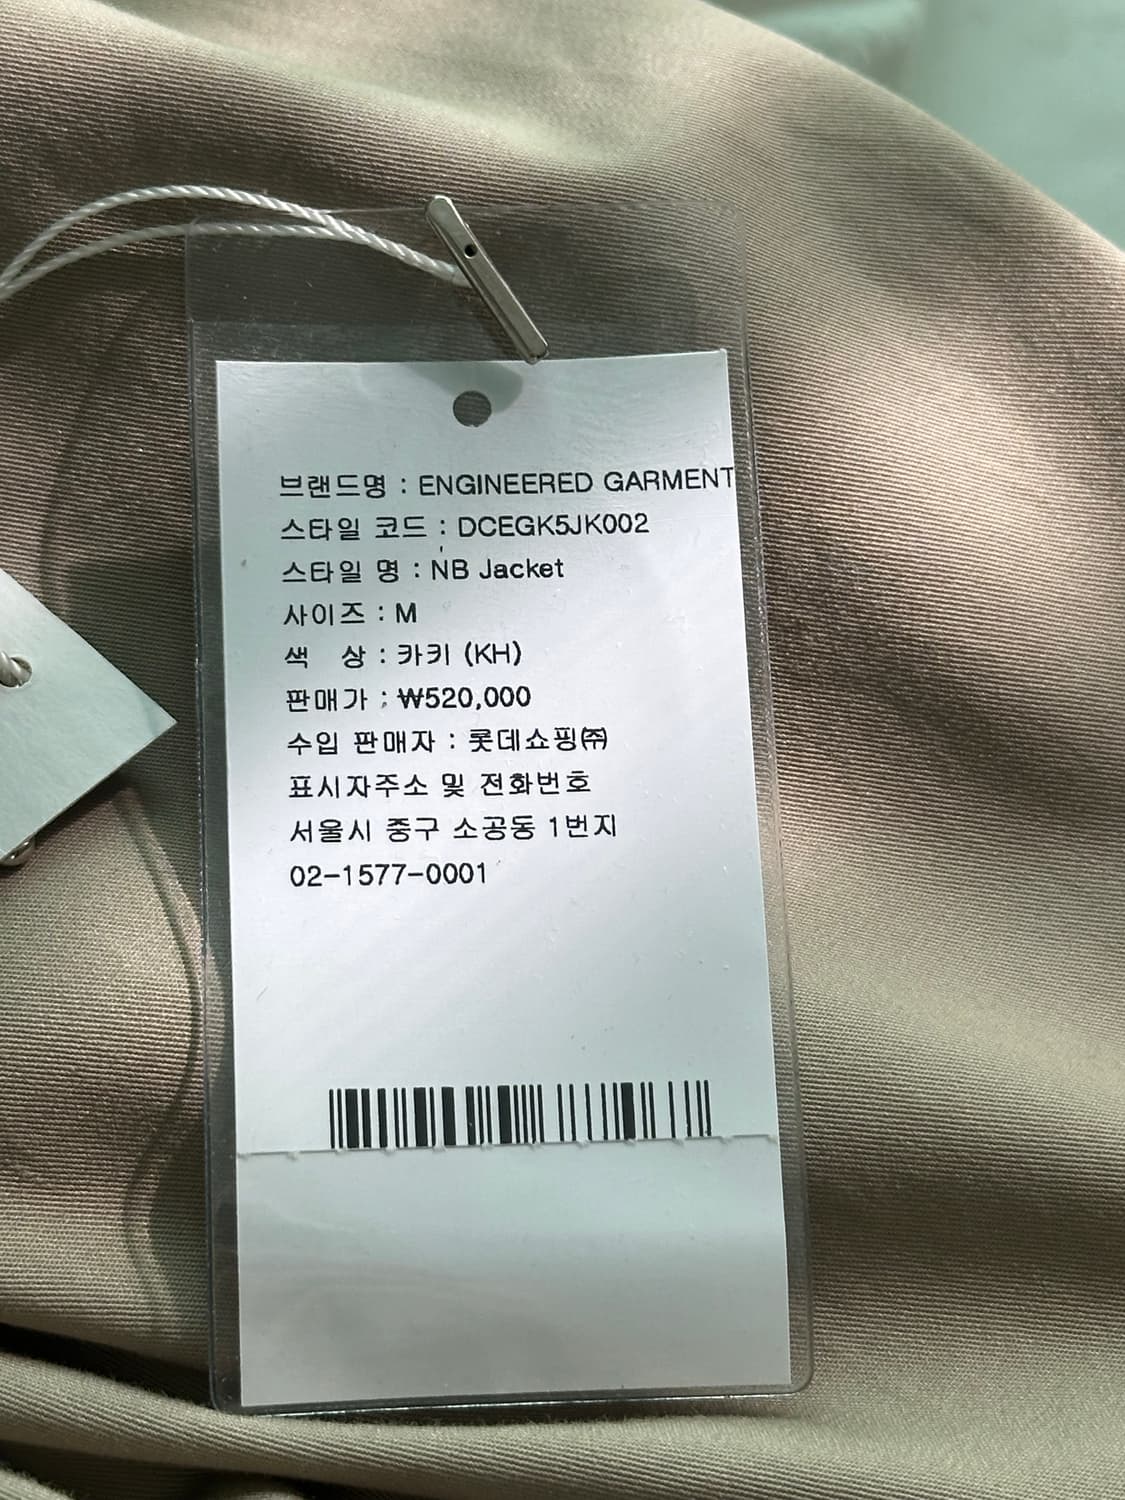 브랜드명 : ENGINEERED GARMENT
스타일 코드 : DCEGK5JK002
스타일 명 : NB Jacket
사이즈 : M
색 상 : 카키 (KH)
판매가 : ₩520,000
수입 판매자 : 롯데쇼핑㈜
표시자주소 및 전화번호
서울시 중구 소공동 1번지
02-1577-0001